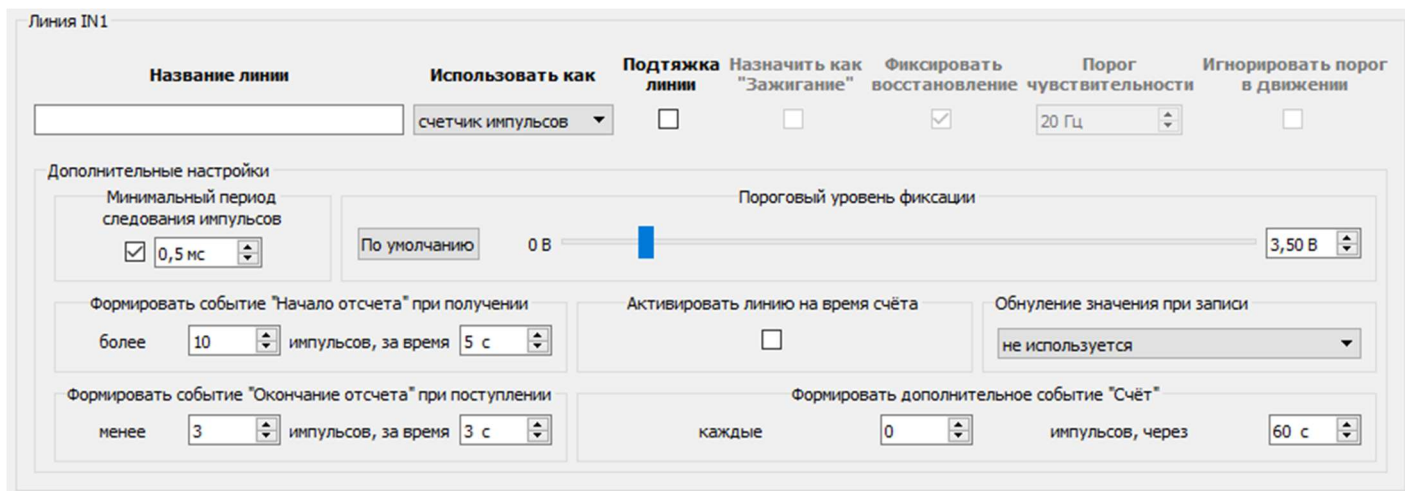 Линия IN1
Название линии
Использовать как
Подтяжка линии
Назначить как "Зажигание"
Фиксировать восстановление
Порог чувствительности
Игнорировать порог в движении
счетчик импульсов
20 Гц
Дополнительные настройки
Минимальный период
следования импульсов
0,5 мс
Пороговый уровень фиксации
По умолчанию
0 В
3,50 В
Формировать событие "Начало отсчета" при получении
более 10 импульсов, за время 5 с
Активировать линию на время счёта
Обнуление значения при записи
не используется
Формировать событие "Окончание отсчета" при поступлении
менее 3 импульсов, за время 3 с
Формировать дополнительное событие "Счёт"
каждые 0 импульсов, через 60 с